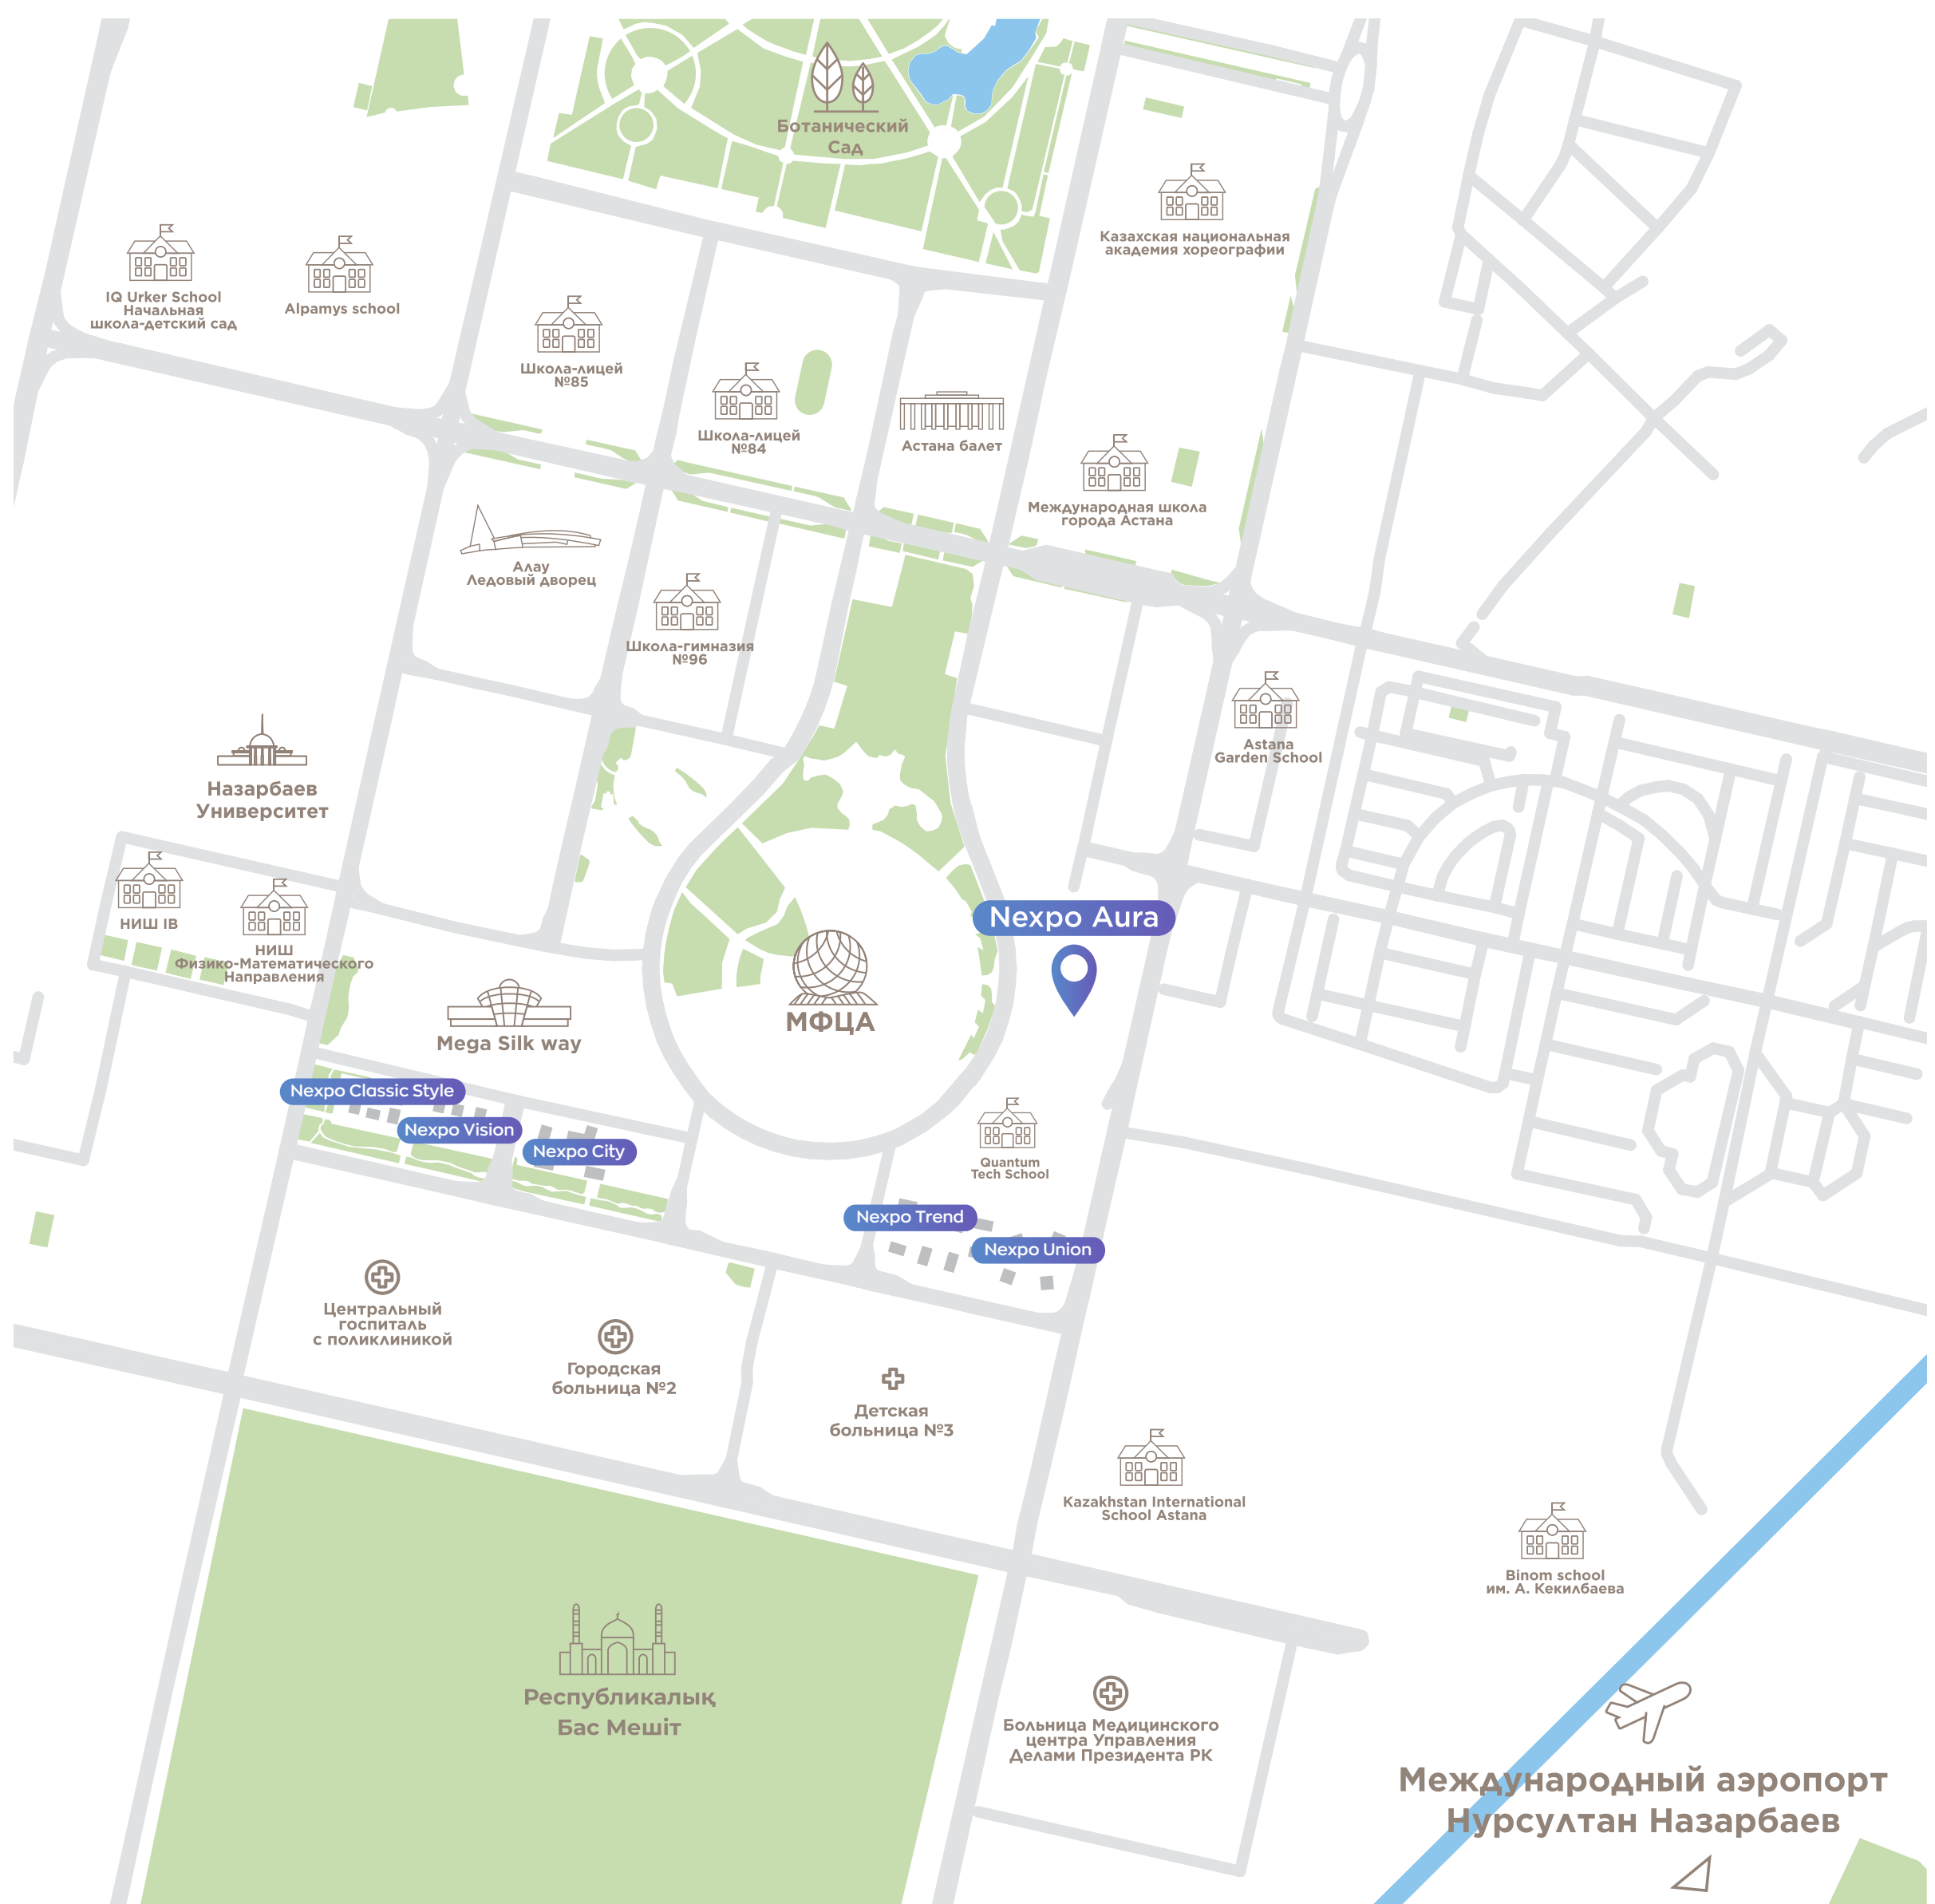 Ботанический
Сад
Казахская национальная
академия хореографии
IQ Urker School
Начальная
школа-детский сад
Alpamys school
Школа-лицей
№85
Школа-лицей
№84
Астана балет
Международная школа
города Астана
Алау
Ледовый дворец
Школа-гимназия
№96
Astana
Garden School
Назарбаев
Университет
НИШ IB
НИШ
Физико-Математического
Направления
Nexpo Aura
МФЦА
Mega Silk way
Nexpo Classic Style
Nexpo Vision
Nexpo City
Quantum
Tech School
Nexpo Trend
Nexpo Union
Центральный
госпиталь
с поликлиникой
Городская
больница №2
Детская
больница №3
Kazakhstan International
School Astana
Binom school
им. А. Кекилбаева
Республикалық
Бас Мешіт
Больница Медицинского
центра Управления
Делами Президента РК
Международный аэропорт
Нурсултан Назарбаев